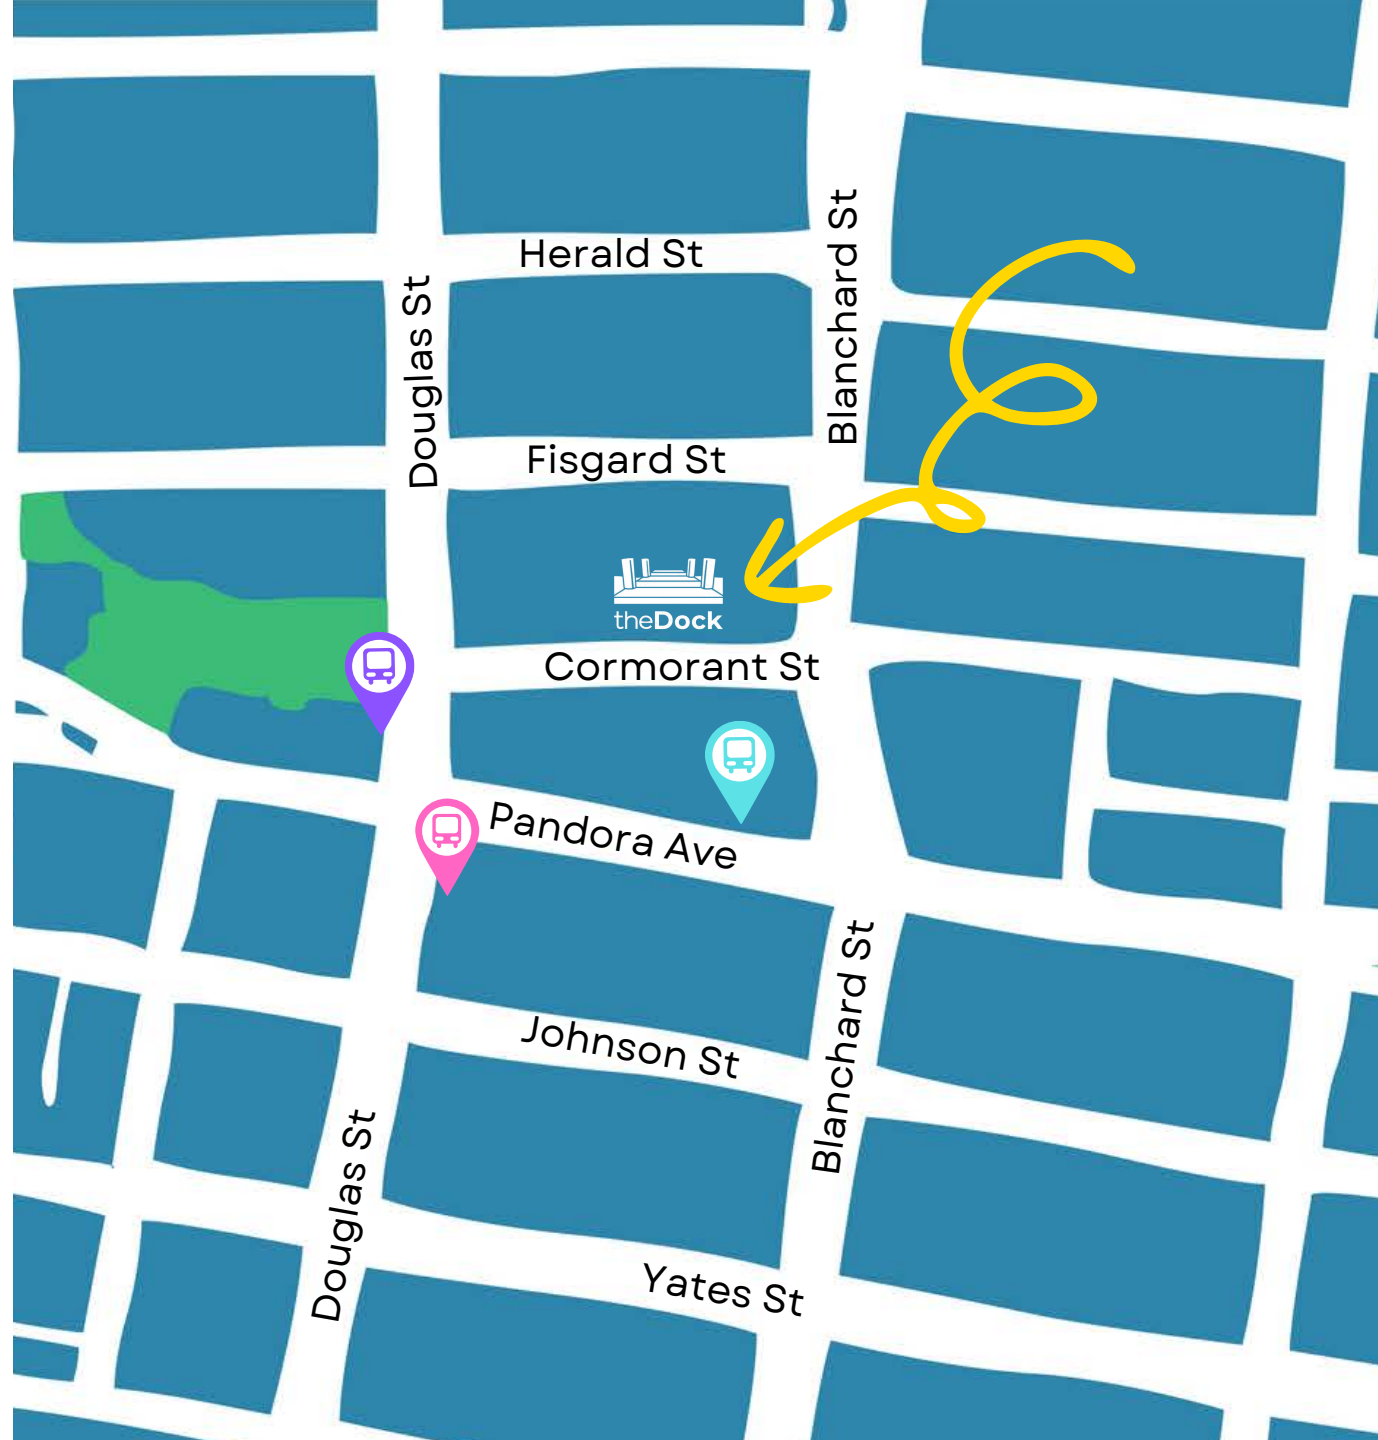 Herald St
Blanchard St
Douglas St
Fisgard St
theDock
Cormorant St
Pandora Ave
Blanchard St
Johnson St
Douglas St
Yates St